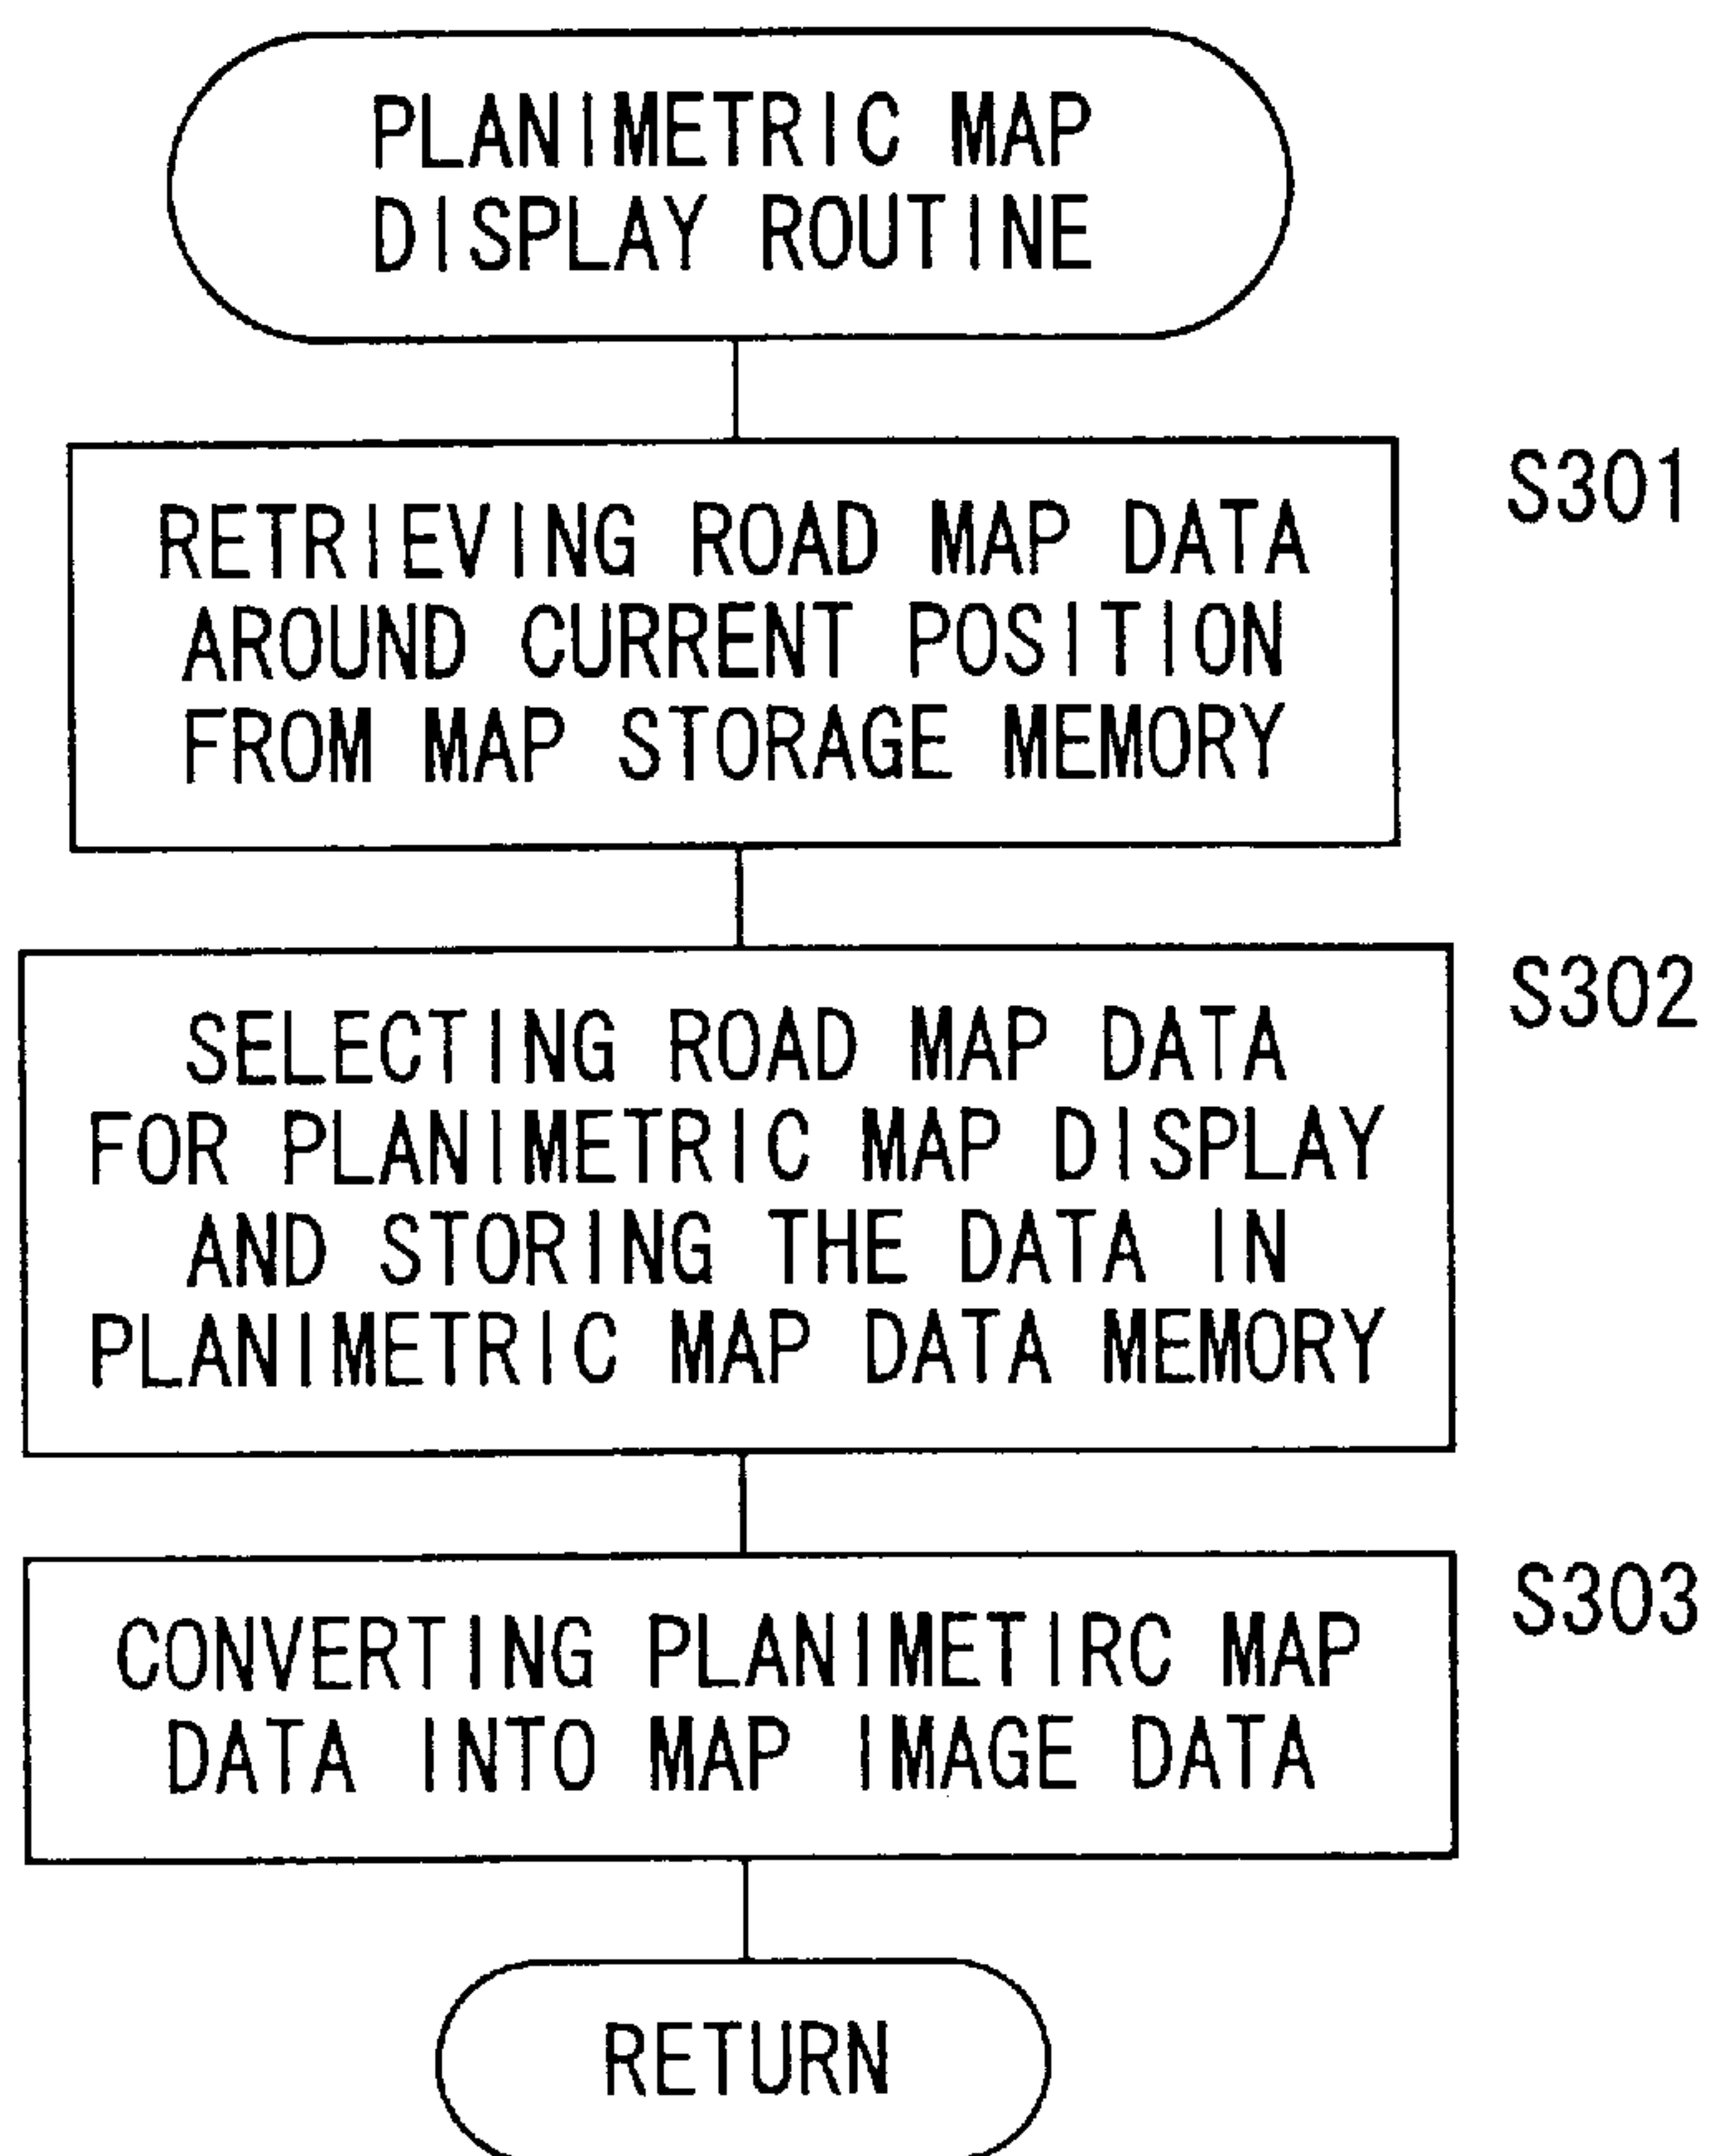 PLANIMETRIC MAP
DISPLAY ROUTINE
RETRIEVING ROAD MAP DATA
AROUND CURRENT POSITION
FROM MAP STORAGE MEMORY
S301
SELECTING ROAD MAP DATA
FOR PLANIMETRIC MAP DISPLAY
AND STORING THE DATA IN
PLANIMETRIC MAP DATA MEMORY
S302
CONVERTING PLANIMETIRC MAP
DATA INTO MAP IMAGE DATA
S303
RETURN